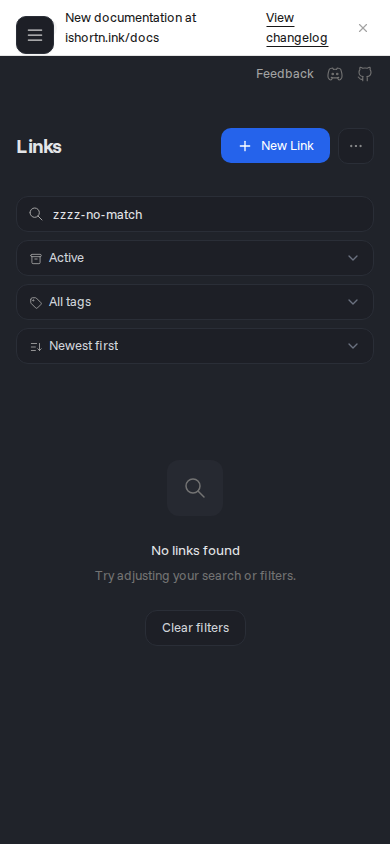 New documentation at
ishortn.ink/docs
View
changelog
Feedback
Links
New Link
zzzz-no-match
Active
All tags
Newest first
No links found
Try adjusting your search or filters.
Clear filters